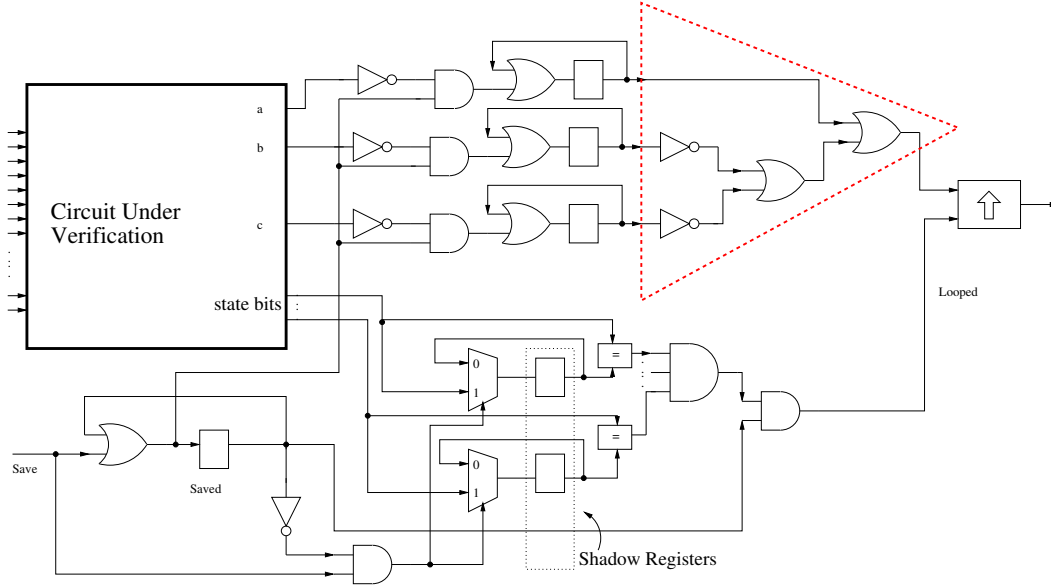 a
b
Circuit Under
Verification
c
state bits
Looped
=
0
1
=
0
1
Save
Saved
Shadow Registers